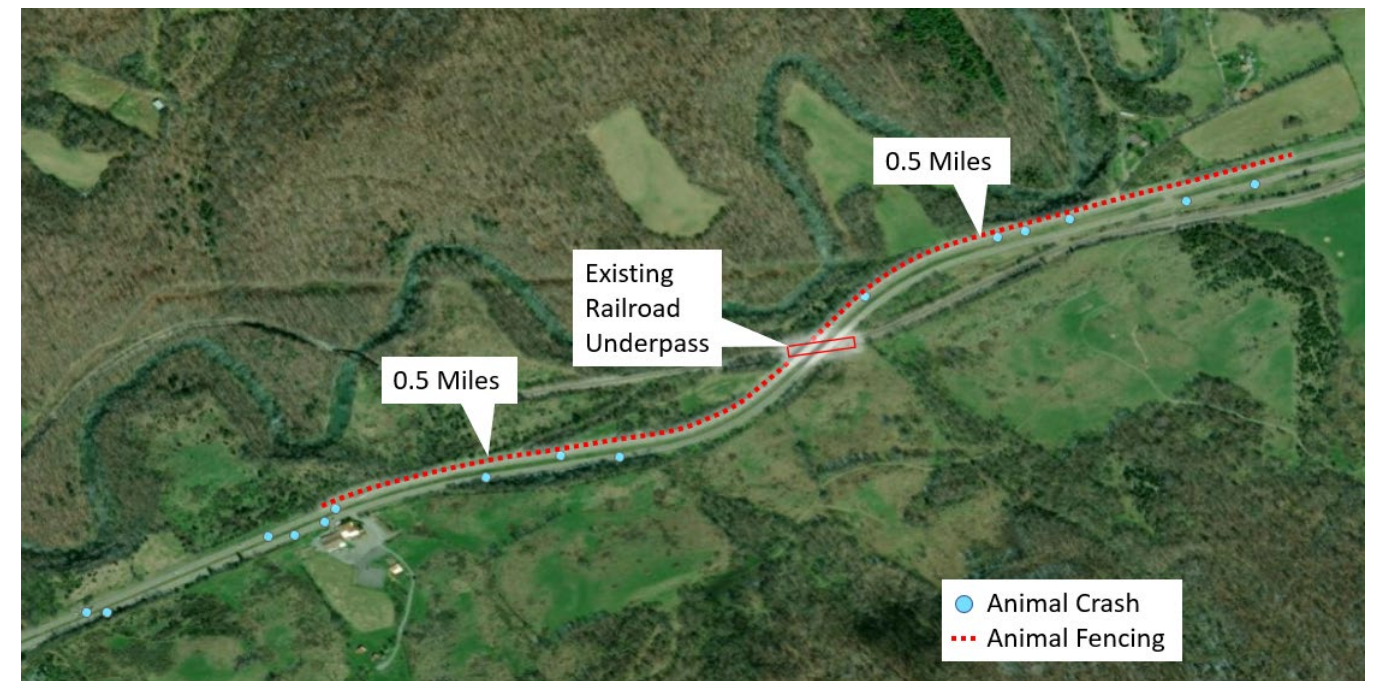 0.5 Miles
Existing
Railroad
Underpass
0.5 Miles
Animal Crash
Animal Fencing